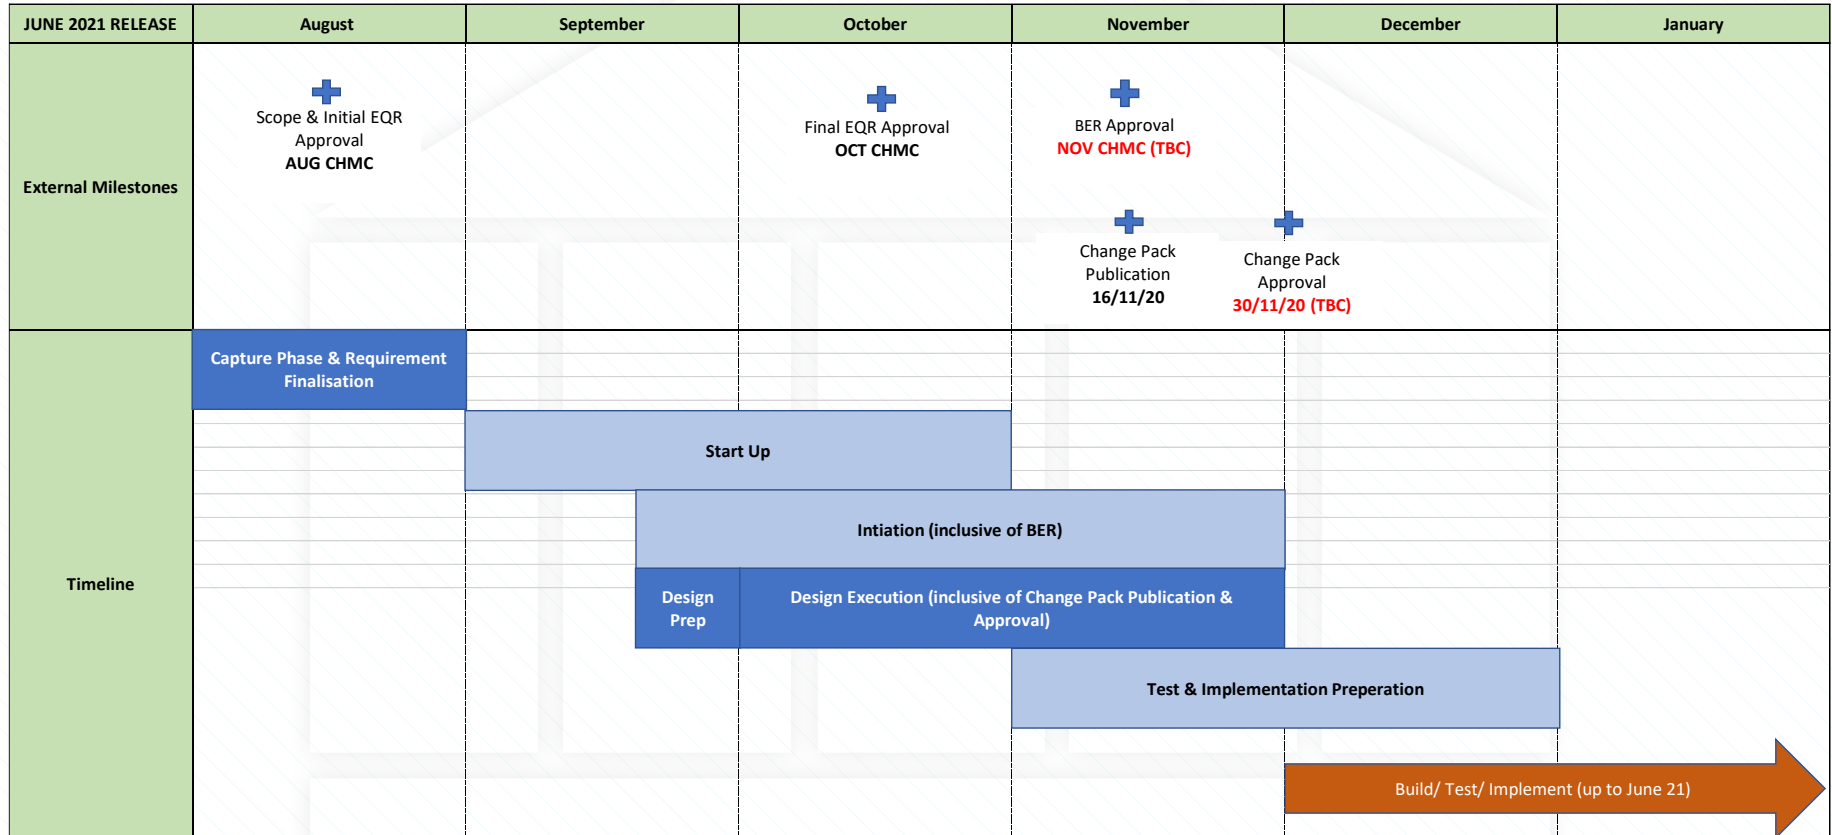 JUNE 2021 RELEASE
August
September
October
November
December
January
External Milestones
Scope & Initial EQR
Approval
AUG CHMC
Final EQR Approval
OCT CHMC
BER Approval
NOV CHMC (TBC)
Change Pack
Publication
16/11/20
Change Pack
Approval
30/11/20 (TBC)
Timeline
Capture Phase & Requirement
Finalisation
Start Up
Intiation (inclusive of BER)
Design
Prep
Design Execution (inclusive of Change Pack Publication &
Approval)
Test & Implementation Preperation
Build/ Test/ Implement (up to June 21)